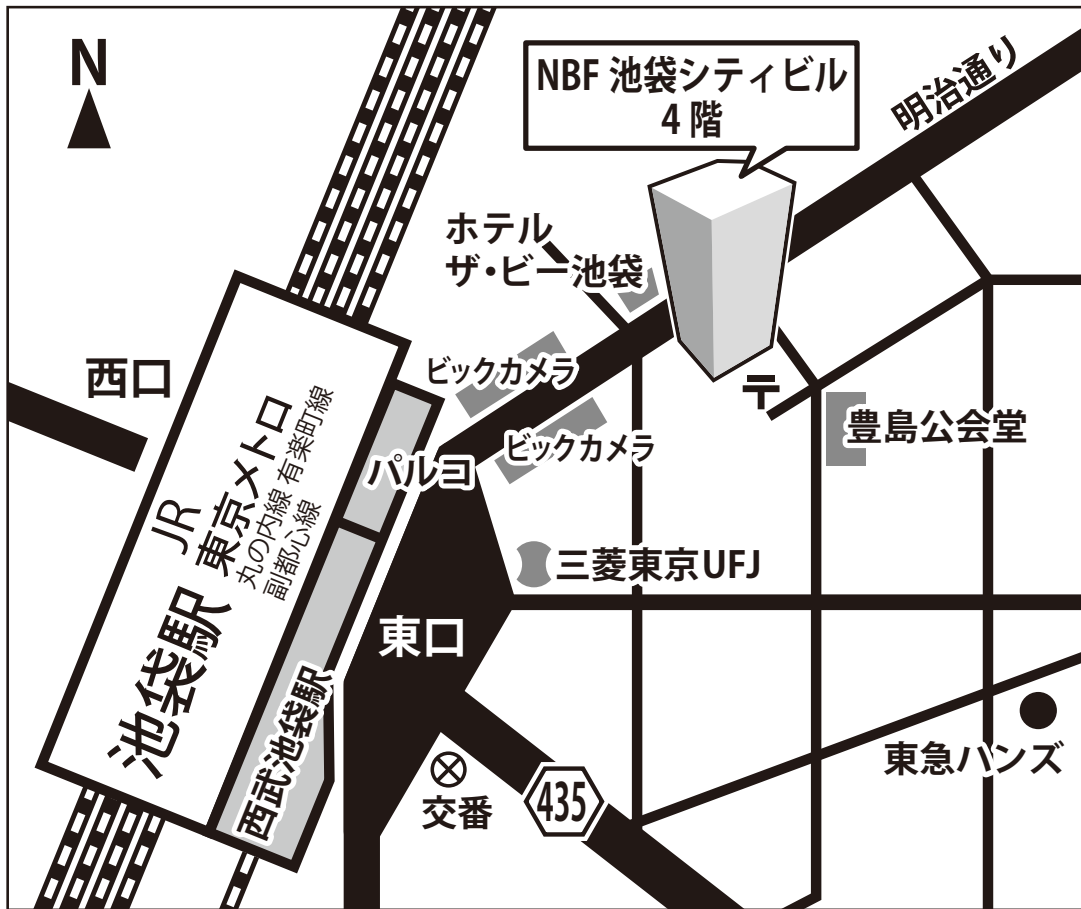 N
NBF 池袋シティビル
4 階
明治通り
ホテル
ザ・ビー池袋
西口
ビックカメラ
ビックカメラ
〒
豊島公会堂
パルコ
JR
池袋駅
東京メトロ
丸の内線 有楽町線
副都心線
三菱東京UFJ
東口
西武池袋駅
東急ハンズ
交番
435